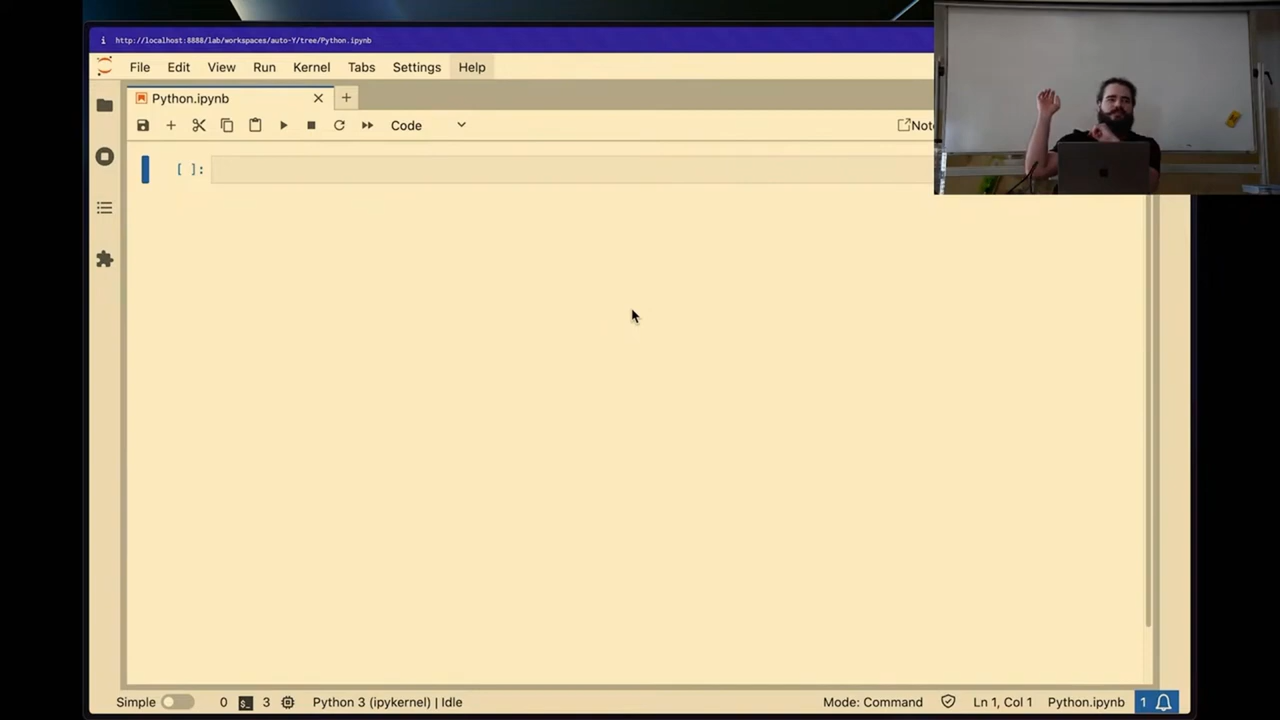 http://localhost:8888/lab/workspaces/auto-Y/tree/Python.ipynb
File Edit View Run Kernel Tabs Settings Help
Python.ipynb
Code
[ ]:
Simple 0 3 Python 3 (ipykernel) | Idle Mode: Command Ln 1, Col 1 Python.ipynb 1